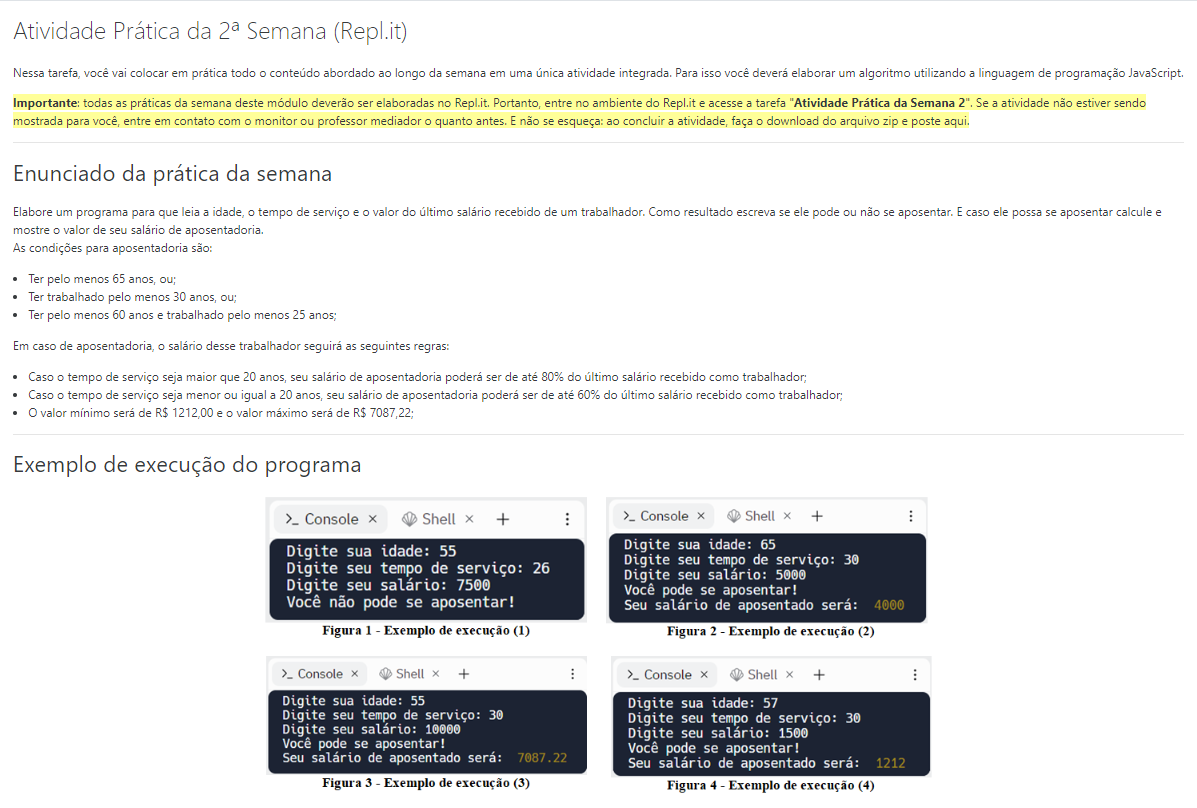 Atividade Prática da 2ª Semana (Repl.it)
Nessa tarefa, você vai colocar em prática todo o conteúdo abordado ao longo da semana em uma única atividade integrada. Para isso você deverá elaborar um algoritmo utilizando a linguagem de programação JavaScript.
Importante: todas as práticas da semana deste módulo deverão ser elaboradas no Repl.it. Portanto, entre no ambiente do Repl.it e acesse a tarefa "Atividade Prática da Semana 2". Se a atividade não estiver sendo
mostrada para você, entre em contato com o monitor ou professor mediador o quanto antes. E não se esqueça: ao concluir a atividade, faça o download do arquivo zip e poste aqui.
Enunciado da prática da semana
Elabore um programa para que leia a idade, o tempo de serviço e o valor do último salário recebido de um trabalhador. Como resultado escreva se ele pode ou não se aposentar. E caso ele possa se aposentar calcule e
mostre o valor de seu salário de aposentadoria.
As condições para aposentadoria são:
• Ter pelo menos 65 anos, ou;
• Ter trabalhado pelo menos 30 anos, ou;
• Ter pelo menos 60 anos e trabalhado pelo menos 25 anos;
Em caso de aposentadoria, o salário desse trabalhador seguirá as seguintes regras:
• Caso o tempo de serviço seja maior que 20 anos, seu salário de aposentadoria poderá ser de até 80% do último salário recebido como trabalhador;
• Caso o tempo de serviço seja menor ou igual a 20 anos, seu salário de aposentadoria poderá ser de até 60% do último salário recebido como trabalhador;
• O valor mínimo será de R$ 1212,00 e o valor máximo será de R$ 7087,22;
Exemplo de execução do programa
>_ Console × Shell × +
Digite sua idade: 55
Digite seu tempo de serviço: 26
Digite seu salário: 7500
Você não pode se aposentar!
Figura 1 - Exemplo de execução (1)
>_ Console × Shell × +
Digite sua idade: 65
Digite seu tempo de serviço: 30
Digite seu salário: 5000
Você pode se aposentar!
Seu salário de aposentado será: 4000
Figura 2 - Exemplo de execução (2)
>_ Console × Shell × +
Digite sua idade: 55
Digite seu tempo de serviço: 30
Digite seu salário: 10000
Você pode se aposentar!
Seu salário de aposentado será: 7087.22
Figura 3 - Exemplo de execução (3)
>_ Console × Shell × +
Digite sua idade: 57
Digite seu tempo de serviço: 30
Digite seu salário: 1500
Você pode se aposentar!
Seu salário de aposentado será: 1212
Figura 4 - Exemplo de execução (4)